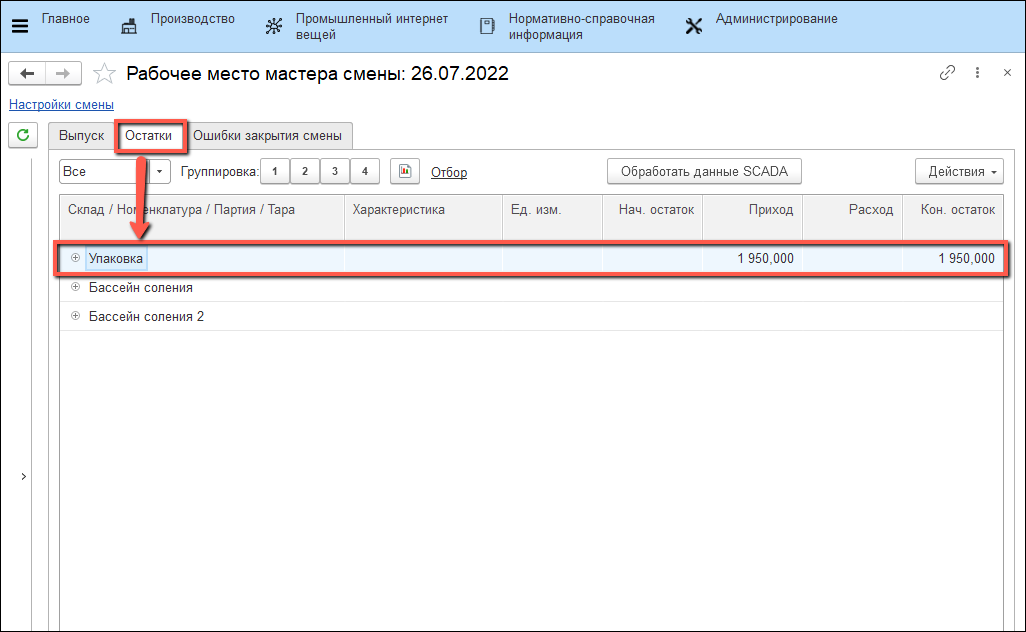 Главное
Производство
Промышленный интернет
вещей
Нормативно-справочная
информация
Администрирование
Рабочее место мастера смены: 26.07.2022
Настройки смены
Выпуск Остатки Ошибки закрытия смены
Все Группировка: 1 2 3 4 Отбор Обработать данные SCADA Действия
Склад / Номенклатура / Партия / Тара Характеристика Ед. изм. Нач. остаток Приход Расход Кон. остаток
Упаковка 1 950,000 1 950,000
Бассейн соления
Бассейн соления 2